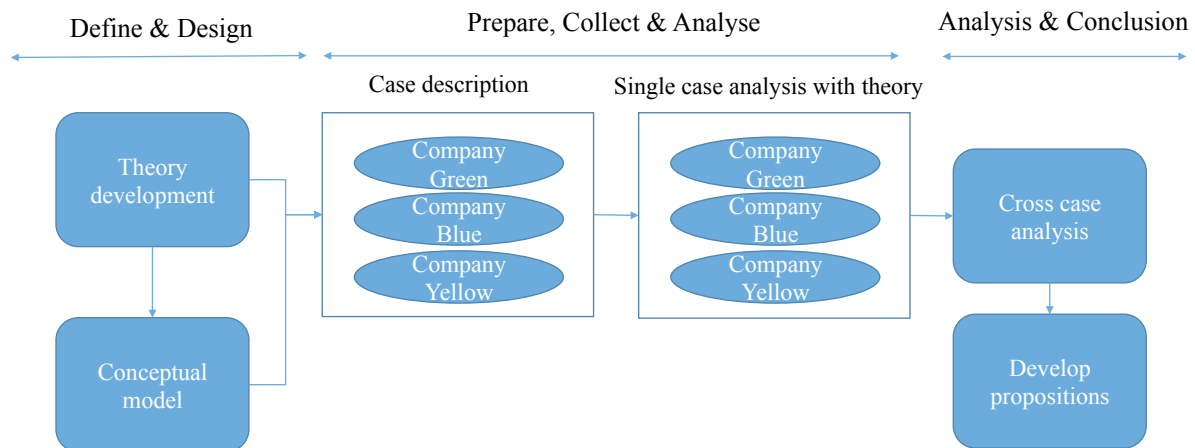 Define & Design
Prepare, Collect & Analyse
Analysis & Conclusion
Case description
Single case analysis with theory
Theory
development
Conceptual
model
Company
Green
Company
Blue
Company
Yellow
Company
Green
Company
Blue
Company
Yellow
Cross case
analysis
Develop
propositions